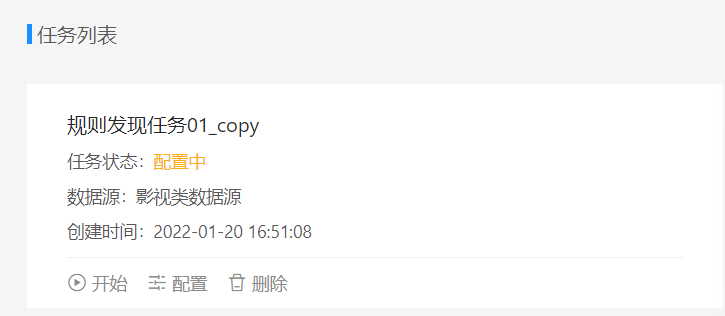 任务列表
规则发现任务01_copy
任务状态：配置中
数据源：影视类数据源
创建时间：2022-01-20 16:51:08
开始 配置 删除